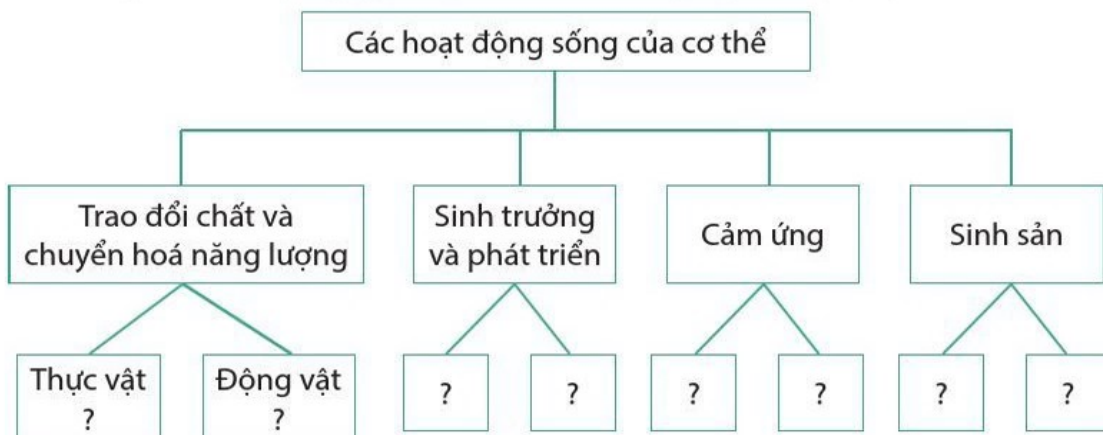 Các hoạt động sống của cơ thể
Trao đổi chất và
chuyển hoá năng lượng
Sinh trưởng
và phát triển
Cảm ứng
Sinh sản
Thực vật
?
Động vật
?
?
?
?
?
?
?